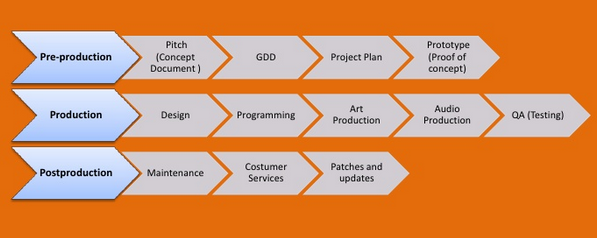 Pre-production
Pitch
(Concept
Document )
GDD
Project Plan
Prototype
(Proof of
concept)
Production
Design
Programming
Art
Production
Audio
Production
QA (Testing)
Postproduction
Maintenance
Costumer
Services
Patches and
updates